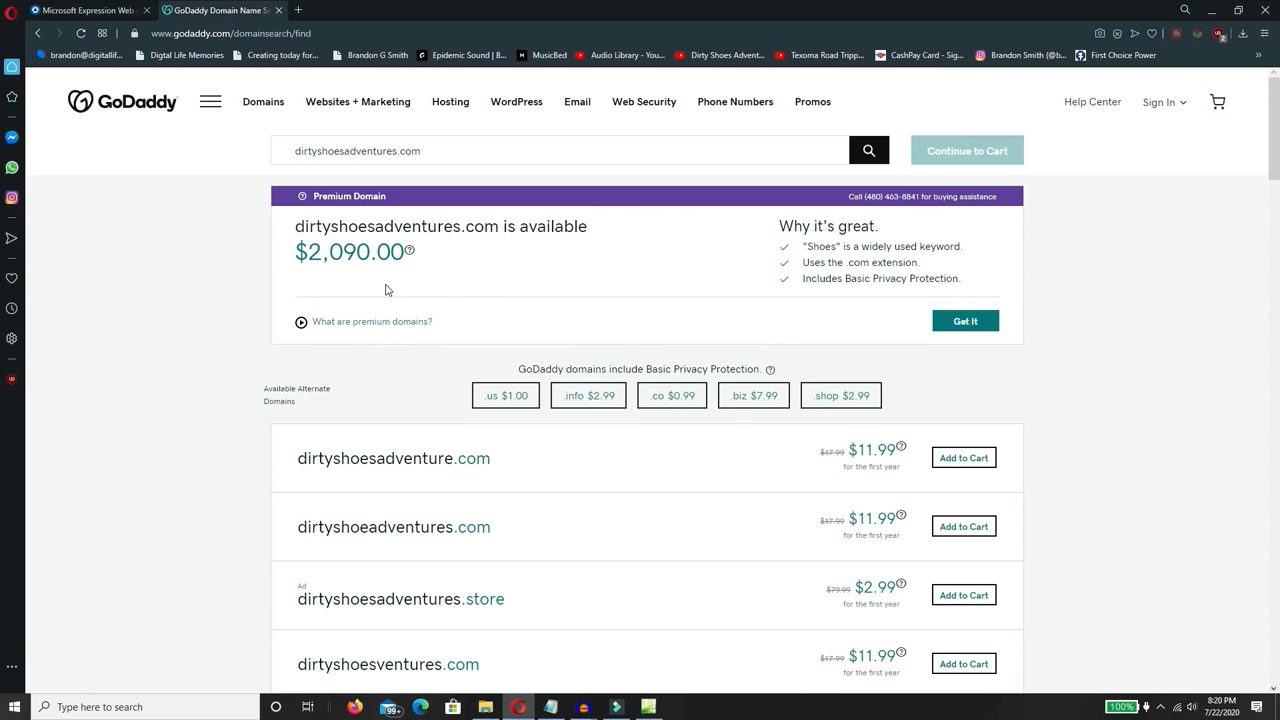 Microsoft Expression Web
GoDaddy Domain Name S
www.godaddy.com/domainsearch/find
2
brandon@digitallif...
Digtal Life Memories
Creating today for...
Brandon G Smith
Epidemic Sound | B...
MusicBed
Audio Library - You...
Dirty Shoes Advent...
Texoma Road Tripp...
CashPay Card - Sig...
Brandon Smith (@b...
First Choice Power
GoDaddy
Domains
Websites + Marketing
Hosting
WordPress
Email
Web Security
Phone Numbers
Promos
Help Center
Sign In
dirtyshoesadventures.com
Continue to Cart
Premium Domain
Call (480) 463-8841 for buying assistance
dirtyshoesadventures.com is available
$2,090.00
Why it's great.
"Shoes" is a widely used keyword.
Uses the .com extension.
Includes Basic Privacy Protection.
What are premium domains?
Get It
GoDaddy domains include Basic Privacy Protection.
Available Alternate
Domains
.us $1.00
.info $2.99
.co $0.99
.biz $7.99
.shop $2.99
dirtyshoesadventure.com
$17.99 $11.99
for the first year
Add to Cart
dirtyshoeadventures.com
$17.99 $11.99
for the first year
Add to Cart
Ad
dirtyshoesadventures.store
$79.99 $2.99
for the first year
Add to Cart
dirtyshoesventures.com
$17.99 $11.99
for the first year
Add to Cart
Type here to search
99+
100%
8:20 PM
7/22/2020